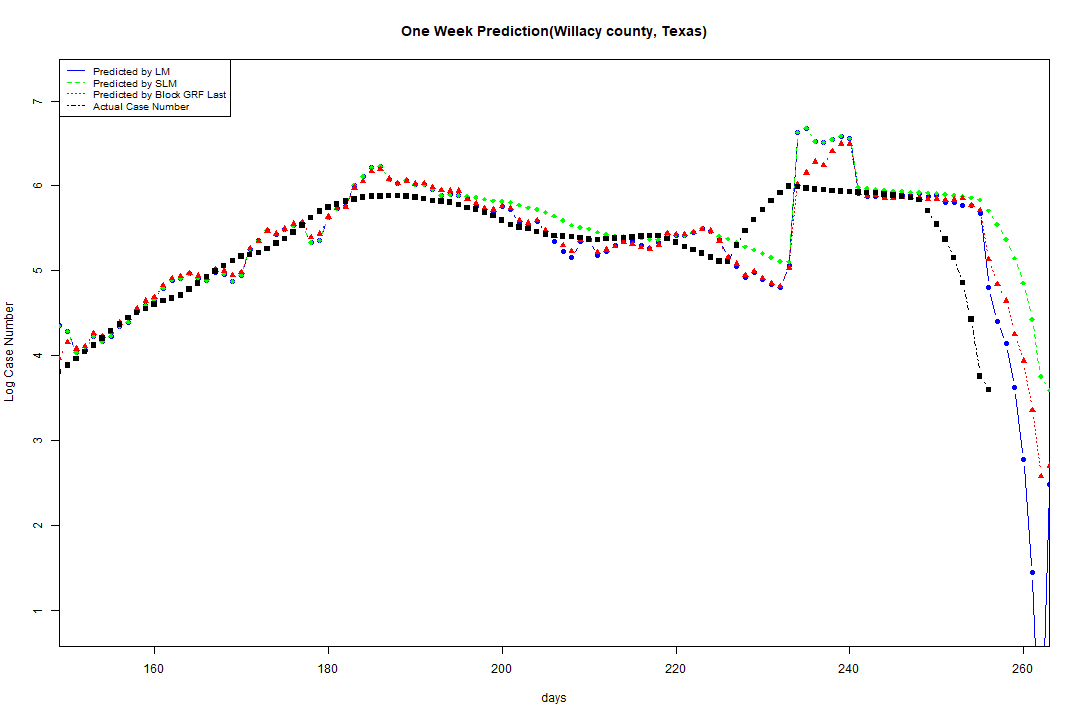 One Week Prediction(Willacy county, Texas)
Predicted by LM
Predicted by SLM
Predicted by Block GRF Last
Actual Case Number
7
6
5
4
3
2
1
Log Case Number
160 180 200 220 240 260
days